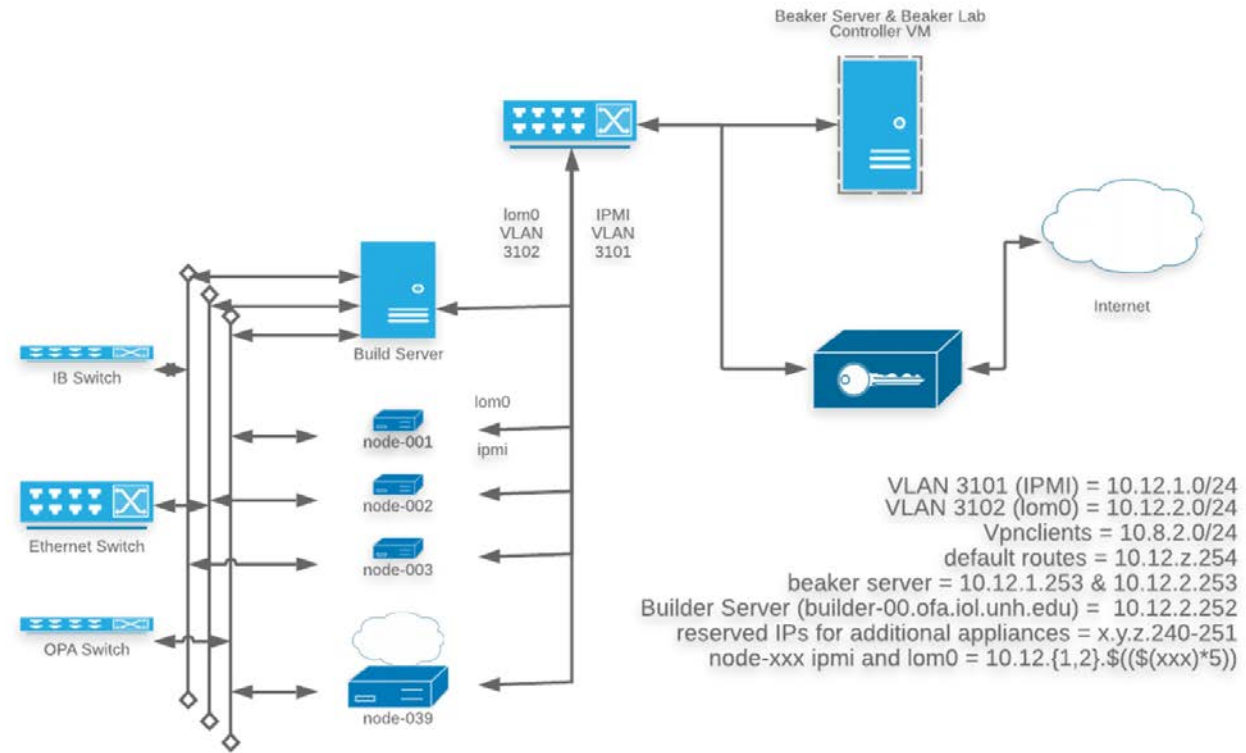 Beaker Server & Beaker Lab
Controller VM
lom0
VLAN
3102
IPMI
VLAN
3101
Internet
Build Server
IB Switch
lom0
node-001
ipmi
node-002
Ethernet Switch
node-003
OPA Switch
node-039
VLAN 3101 (IPMI) = 10.12.1.0/24
VLAN 3102 (lom0) = 10.12.2.0/24
Vpnclients = 10.8.2.0/24
default routes = 10.12.z.254
beaker server = 10.12.1.253 & 10.12.2.253
Builder Server (builder-00.ofa.iol.unh.edu) = 10.12.2.252
reserved IPs for additional appliances = x.y.z.240-251
node-xxx ipmi and lom0 = 10.12.{1,2}.$(($(xxx)*5))